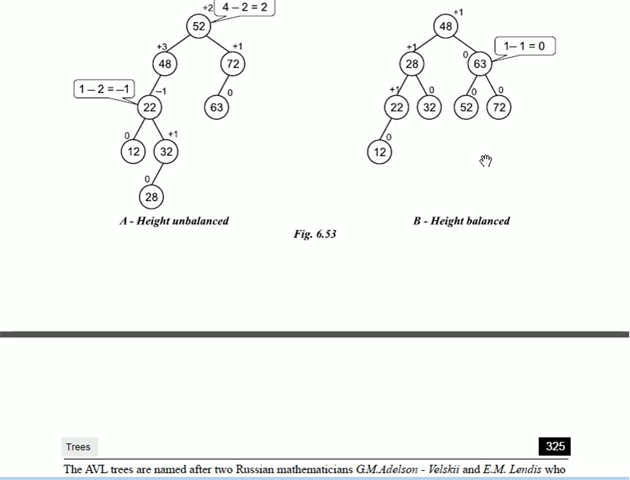 +2 4 – 2 = 2
52
+3 +1
48 72
1 – 2 = –1 –1 0
22 63
0 +1
12 32
0
28
A - Height unbalanced
+1
48
+1 0 1– 1 = 0
28 63
+1 0 0 0
22 32 52 72
0
12
B - Height balanced
Fig. 6.53
Trees 325
The AVL trees are named after two Russian mathematicians G.M.Adelson - Velskii and E.M. Lendis who